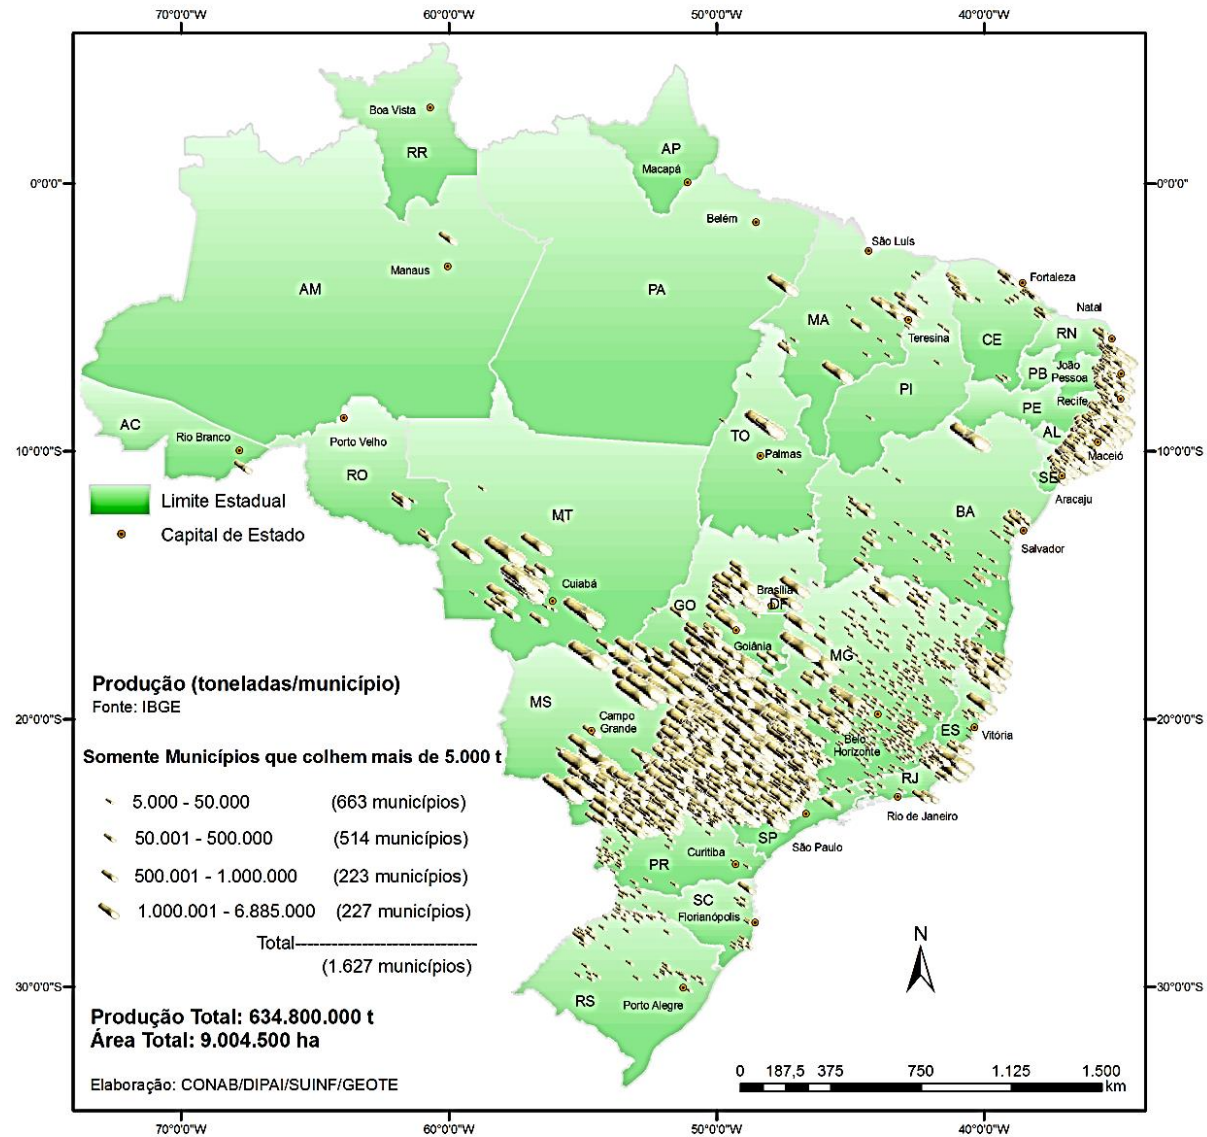 70°0'0"W 60°0'0"W 50°0'0"W 40°0'0"W
Boa Vista
RR
AP
Macapá
0°0'0"
0°0'0"
Belém
São Luís
Manaus
Fortaleza
AM
PA
Natal
MA
Teresina
CE
RN
PB
João
Pessoa
PI
Recife
PE
AC
Rio Branco
Porto Velho
TO
AL
10°0'0"S
Palmas
Maceió
10°0'0"S
RO
SE
Aracaju
Limite Estadual
MT
BA
Capital de Estado
Salvador
Cuiabá
Brasília
GO
DF
Goiânia
MG
Produção (toneladas/município)
Fonte: IBGE
MS
Campo
Grande
20°0'0"S
20°0'0"S
ES
Vitória
Belo
Horizonte
Somente Municípios que colhem mais de 5.000 t
RJ
5.000 - 50.000 (663 municípios)
Rio de Janeiro
50.001 - 500.000 (514 municípios)
SP
São Paulo
Curitiba
PR
500.001 - 1.000.000 (223 municípios)
SC
1.000.001 - 6.885.000 (227 municípios)
Florianópolis
N
Total----------------------------
(1.627 municípios)
30°0'0"S
30°0'0"S
RS
Porto Alegre
Produção Total: 634.800.000 t
Área Total: 9.004.500 ha
0 187,5 375 750 1.125 1.500
km
Elaboração: CONAB/DIPAI/SUINF/GEOTE
70°0'0"W 60°0'0"W 50°0'0"W 40°0'0"W